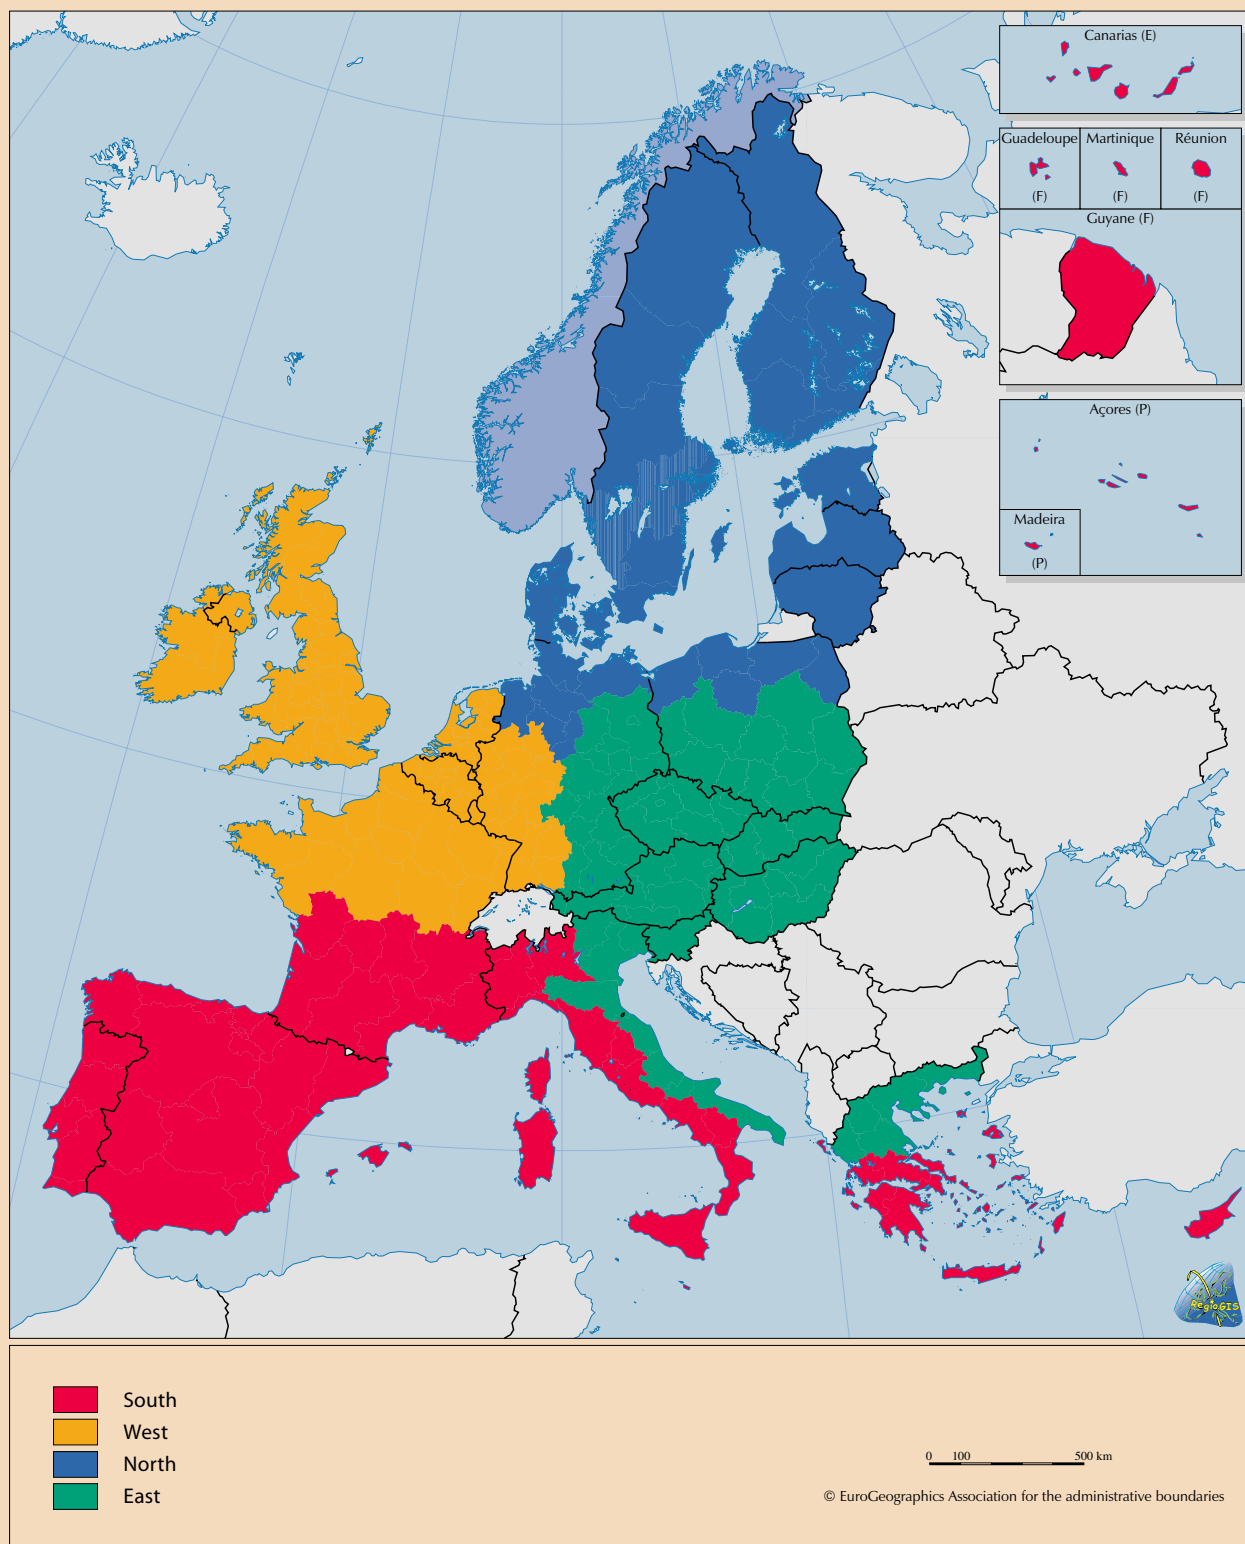 Canarias (E)
Guadeloupe
Martinique
Réunion
(F)
(F)
(F)
Guyane (F)
Açores (P)
Madeira
(P)
RegioGIS
South
West
North
East
0 100 500 km
© EuroGeographics Association for the administrative boundaries